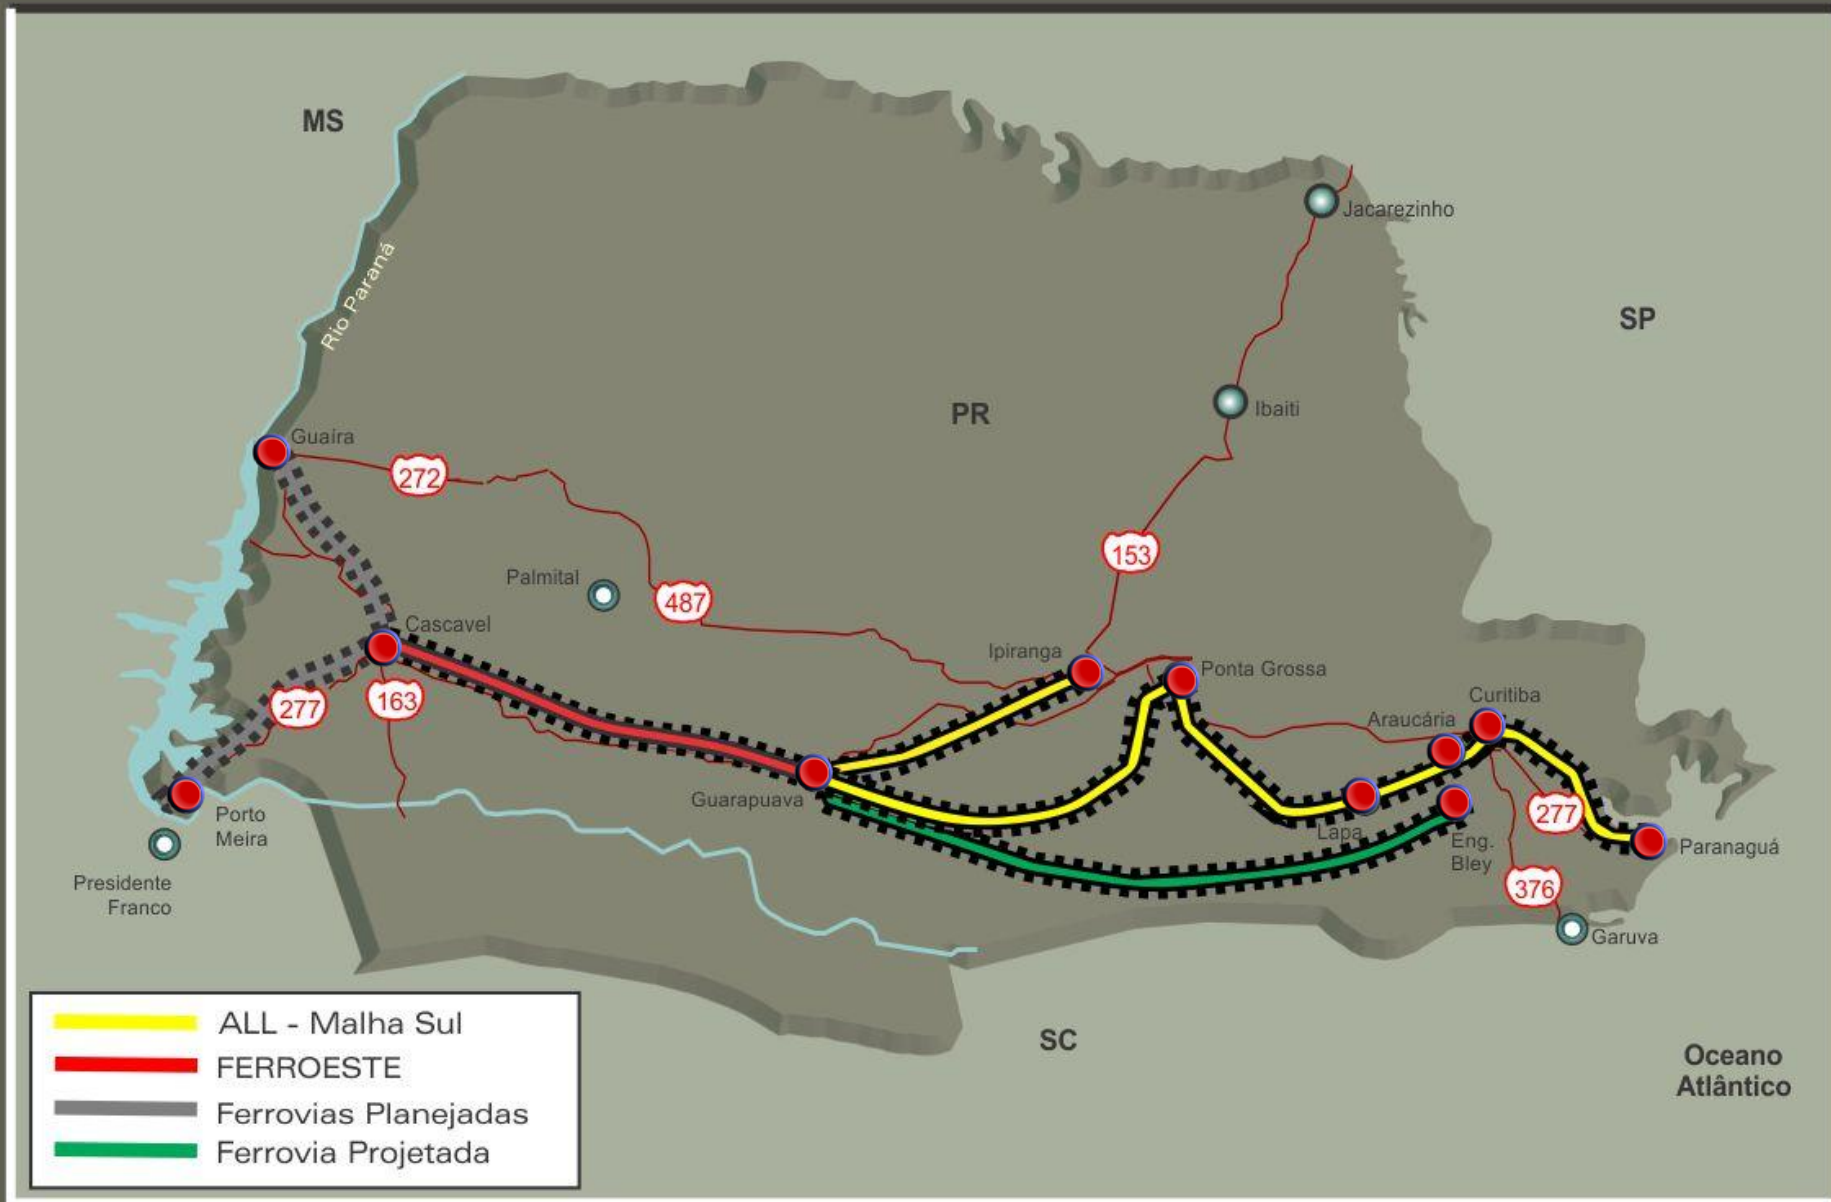 MS
Jacarezinho
Rio Paraná
SP
PR
Ibaiti
Guaíra
272
153
Palmital
487
Cascavel
Ipiranga
Ponta Grossa
277
163
Curitiba
Araucária
Guarapuava
Porto
Meira
Lapa
277
Eng.
Bley
Paranaguá
Presidente
Franco
376
Garuva
ALL - Malha Sul
FERROESTE
Ferrovias Planejadas
Ferrovia Projetada
SC
Oceano
Atlântico